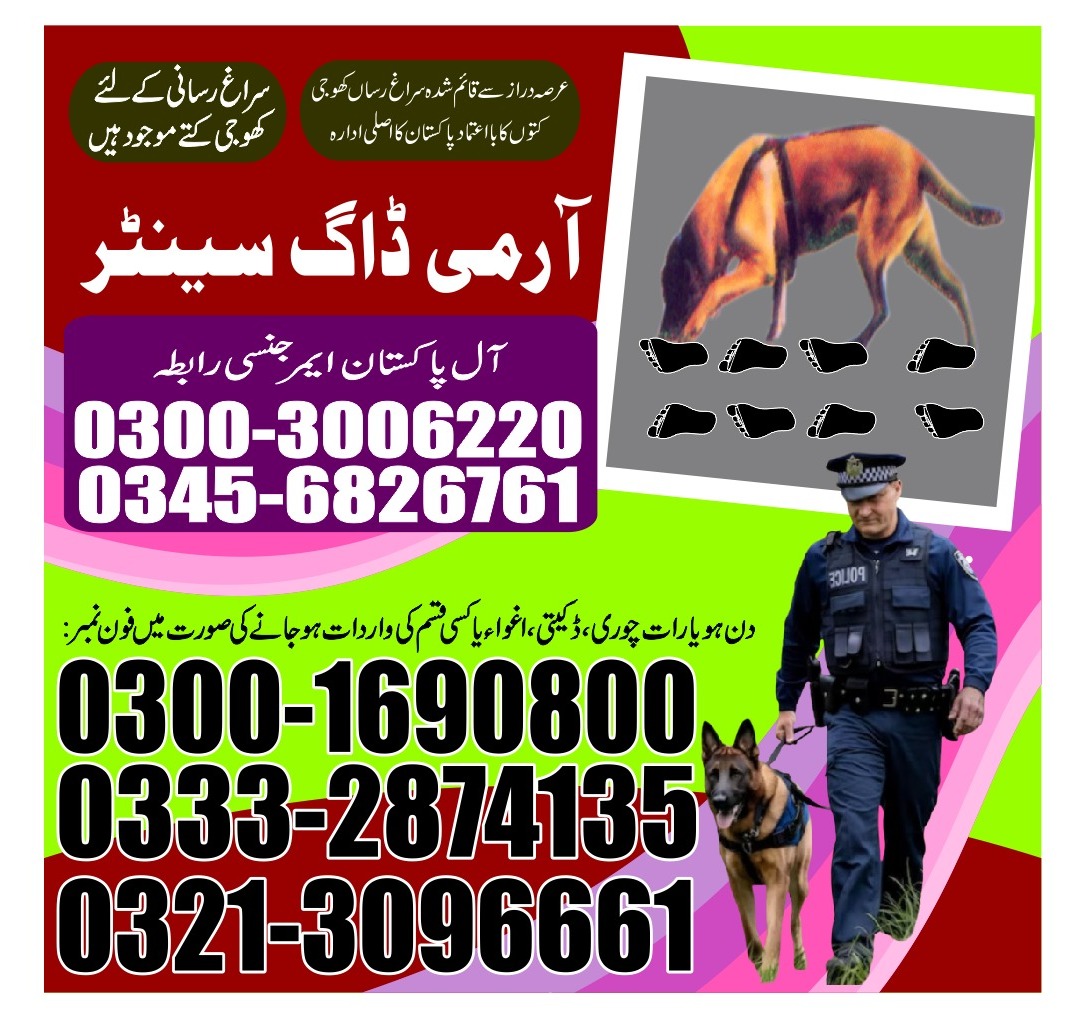 سراغ رسانی کے لئے
کھوجی کتے موجود ہیں
عرصہ دراز سے قائم شدہ سراغ رساں کھوجی
کتوں کا بااعتماد پاکستان کا اصلی ادارہ
آرمی ڈاگ سینٹر
آل پاکستان ایمرجنسی رابطہ
0300-3006220
0345-6826761
POLICE
دن ہو یا رات چوری، ڈکیتی، اغواء یا کسی قسم کی واردات ہو جانے کی صورت میں فون نمبر:
0300-1690800
0333-2874135
0321-3096661